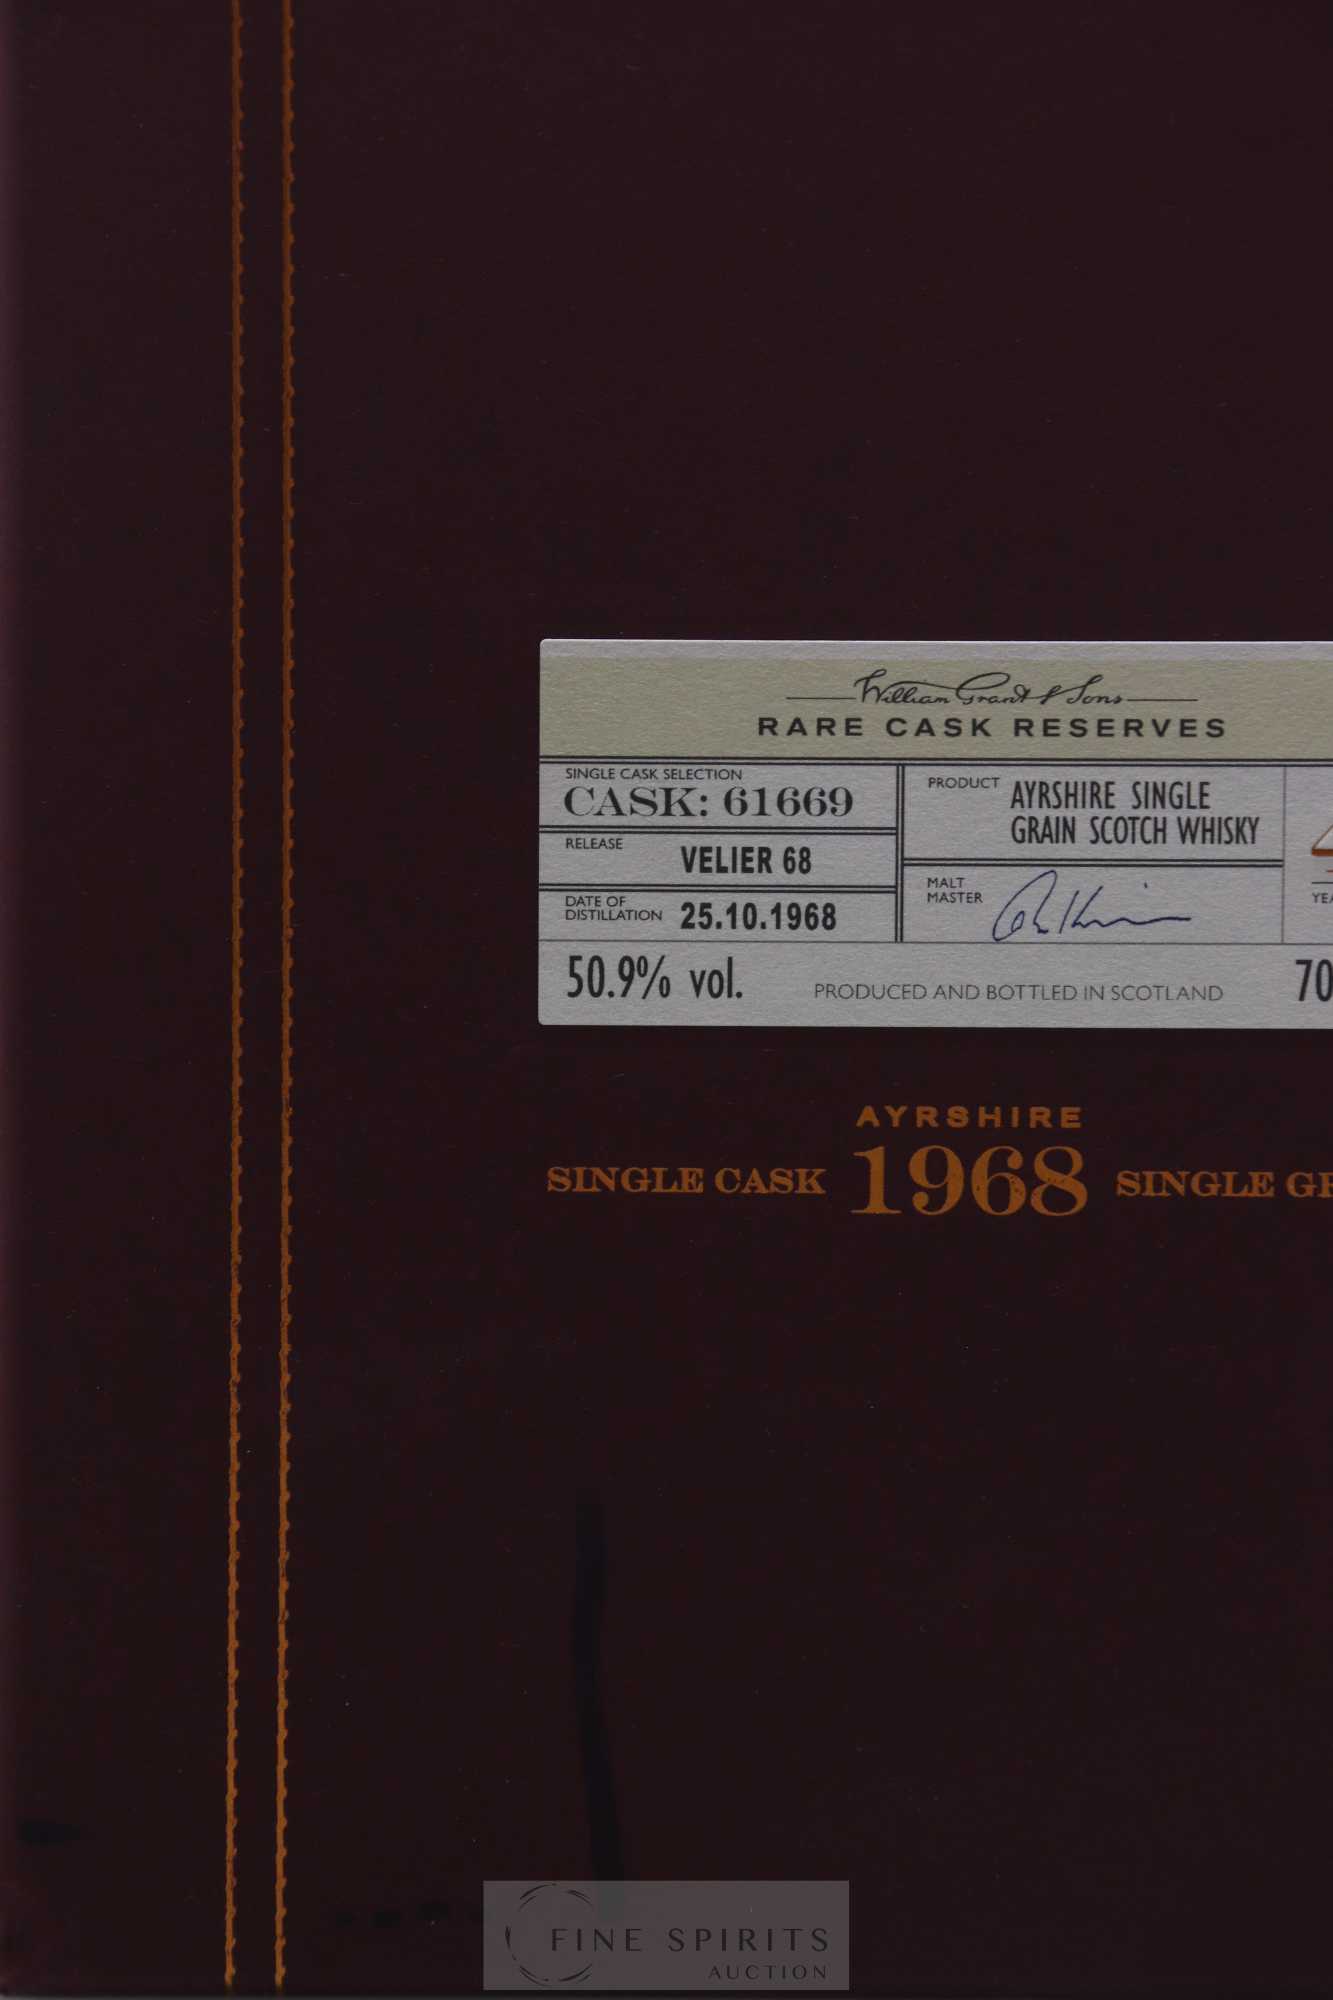 William Grant & Sons
RARE CASK RESERVES
SINGLE CASK SELECTION
CASK: 61669
RELEASE
VELIER 68
DATE OF
DISTILLATION
25.10.1968
PRODUCT
AYRSHIRE SINGLE
GRAIN SCOTCH WHISKY
MALT
MASTER
50.9% vol.
PRODUCED AND BOTTLED IN SCOTLAND
70
AYRSHIRE
SINGLE CASK 1968 SINGLE
FINE SPIRITS
AUCTION